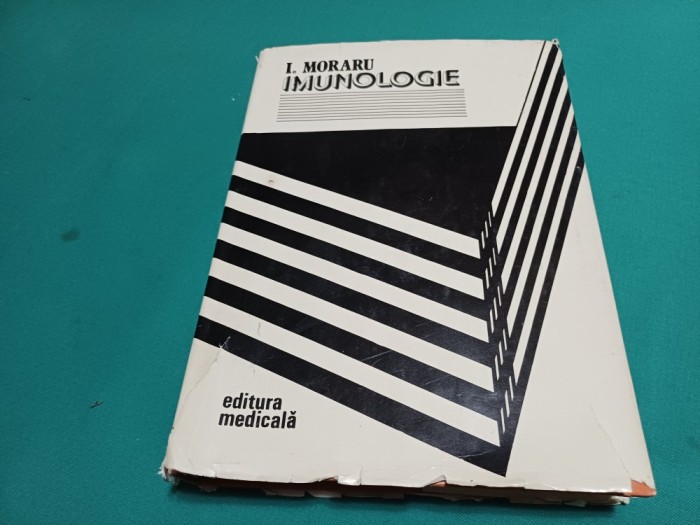 I. MORARU
IMUNOLOGIE
editura
medicală